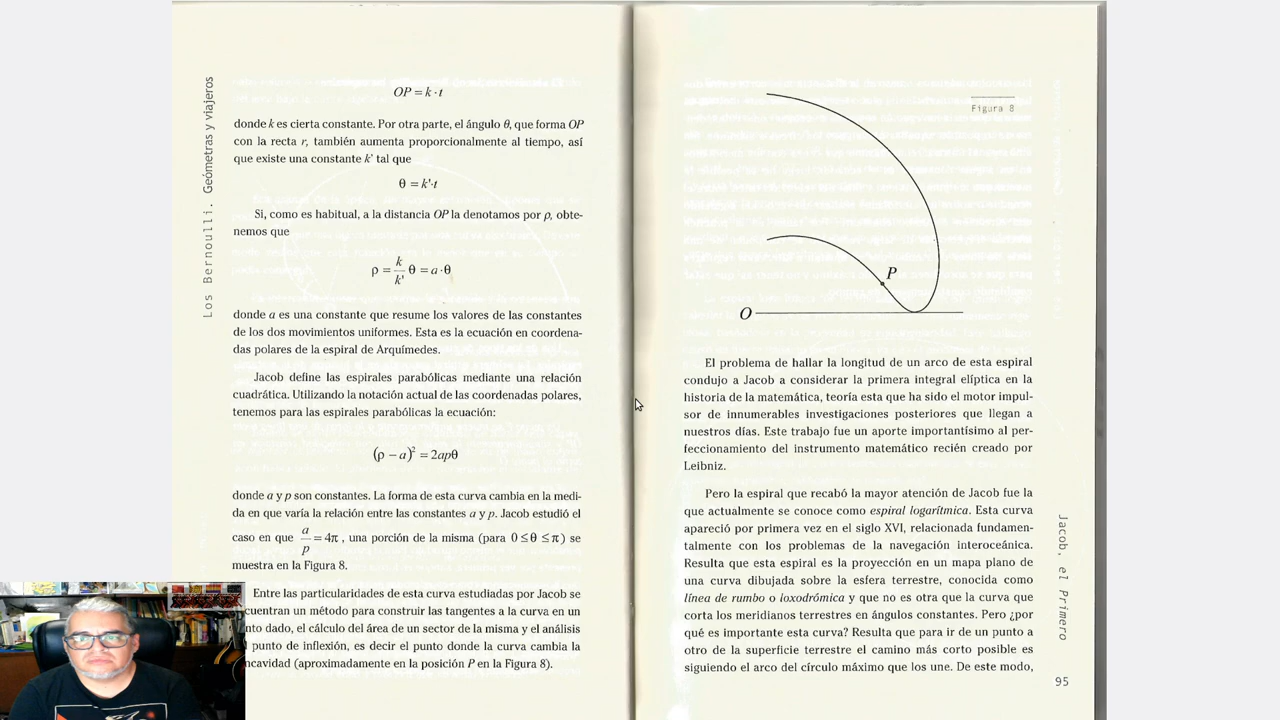 Los Bernoulli. Geómetras y viajeros
OP = k · t
donde k es cierta constante. Por otra parte, el ángulo θ, que forma OP
con la recta r, también aumenta proporcionalmente al tiempo, así
que existe una constante k' tal que
θ = k'·t
Si, como es habitual, a la distancia OP la denotamos por ρ, obte-
nemos que
ρ = k/k' θ = a · θ
donde a es una constante que resume los valores de las constantes
de los dos movimientos uniformes. Esta es la ecuación en coordena-
das polares de la espiral de Arquímedes.
Jacob define las espirales parabólicas mediante una relación
cuadrática. Utilizando la notación actual de las coordenadas polares,
tenemos para las espirales parabólicas la ecuación:
(ρ − a)² = 2apθ
donde a y p son constantes. La forma de esta curva cambia en la medi-
da en que varía la relación entre las constantes a y p. Jacob estudió el
caso en que a/p = 4π , una porción de la misma (para 0 ≤ θ ≤ π) se
muestra en la Figura 8.
Entre las particularidades de esta curva estudiadas por Jacob se
cuentran un método para construir las tangentes a la curva en un
nto dado, el cálculo del área de un sector de la misma y el análisis
punto de inflexión, es decir el punto donde la curva cambia la
ncavidad (aproximadamente en la posición P en la Figura 8).
Figura 8
P
O
El problema de hallar la longitud de un arco de esta espiral
condujo a Jacob a considerar la primera integral elíptica en la
historia de la matemática, teoría esta que ha sido el motor impul-
sor de innumerables investigaciones posteriores que llegan a
nuestros días. Este trabajo fue un aporte importantísimo al per-
feccionamiento del instrumento matemático recién creado por
Leibniz.
Pero la espiral que recabó la mayor atención de Jacob fue la
que actualmente se conoce como espiral logarítmica. Esta curva
apareció por primera vez en el siglo XVI, relacionada fundamen-
talmente con los problemas de la navegación interoceánica.
Resulta que esta espiral es la proyección en un mapa plano de
una curva dibujada sobre la esfera terrestre, conocida como
línea de rumbo o loxodrómica y que no es otra que la curva que
corta los meridianos terrestres en ángulos constantes. Pero ¿por
qué es importante esta curva? Resulta que para ir de un punto a
otro de la superficie terrestre el camino más corto posible es
siguiendo el arco del círculo máximo que los une. De este modo,
Jacob, el Primero
95